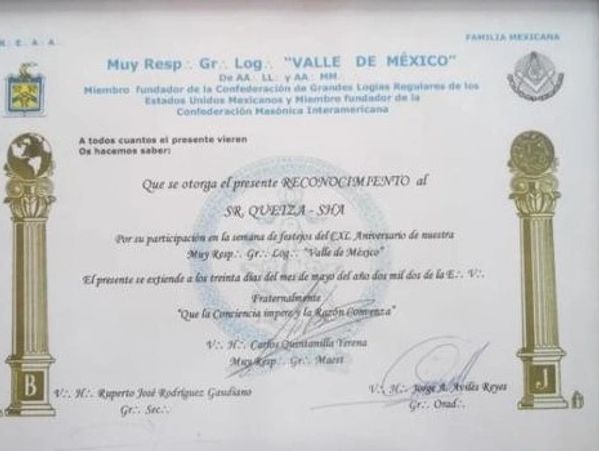 R. E. A. A.
FAMILIA MEXICANA
Muy Resp∴ Gr∴ Log∴ "VALLE DE MÉXICO"
De AA∴ LL∴ y AA∴ MM∴
Miembro fundador de la Confederación de Grandes Logias Regulares de los
Estados Unidos Mexicanos y Miembro fundador de la
Confederación Masónica Interamericana
A todos cuantos el presente vieren
Os hacemos saber:
Que se otorga el presente RECONOCIMIENTO al
SR. QUEIZA - SHA
Por su participación en la semana de festejos del CXL Aniversario de nuestra
Muy Resp∴ Gr∴ Log∴ "Valle de México"
El presente se extiende a los treinta días del mes de mayo del año dos mil dos de la E∴ V∴
Fraternalmente
"Que la Conciencia impere y la Razón Convenza"
V∴ H∴ Carlos Quintanilla Yerena
Muy Resp∴ Gr∴ Maest
V∴ H∴ Ruperto José Rodríguez Gaudiano
Gr∴ Sec∴
V∴ H∴ Jorge A. Aviles Reyes
Gr∴ Orad∴
B
J